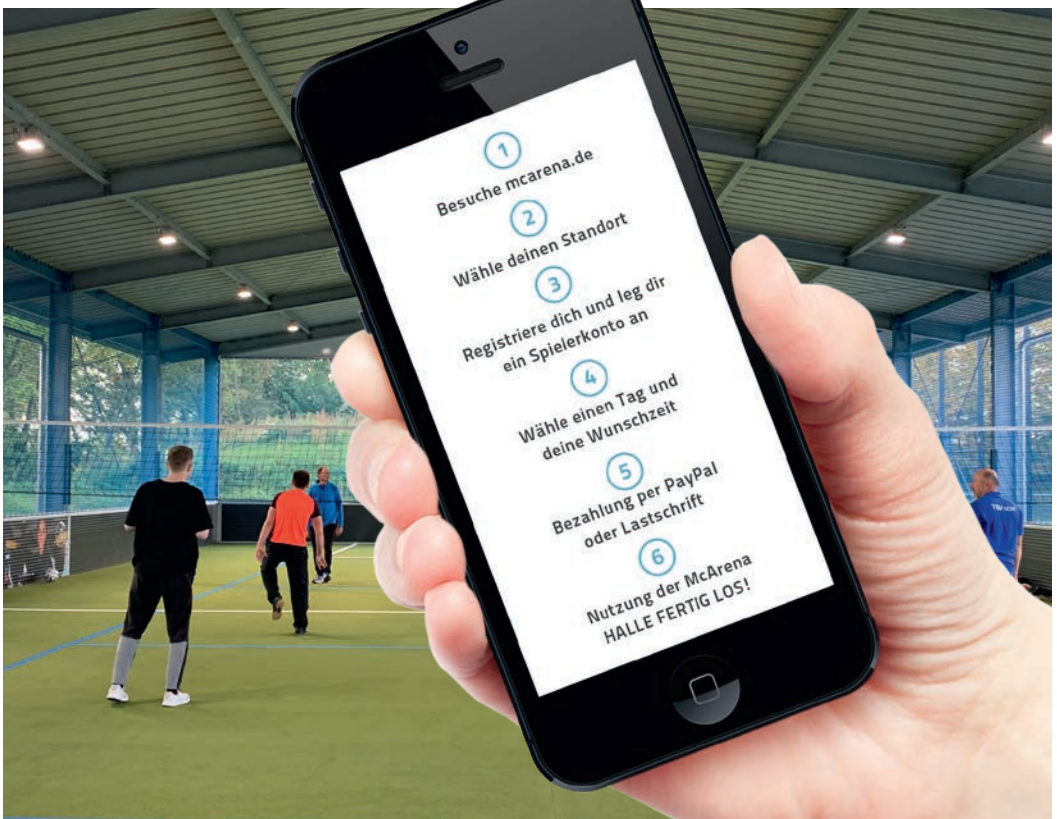 1
Besuche mcarena.de
2
Wähle deinen Standort
3
Registriere dich und leg dir
ein Spielerkonto an
4
Wähle einen Tag und
deine Wunschzeit
5
Bezahlung per PayPal
oder Lastschrift
6
Nutzung der McArena
HALLE FERTIG LOS!
TSV